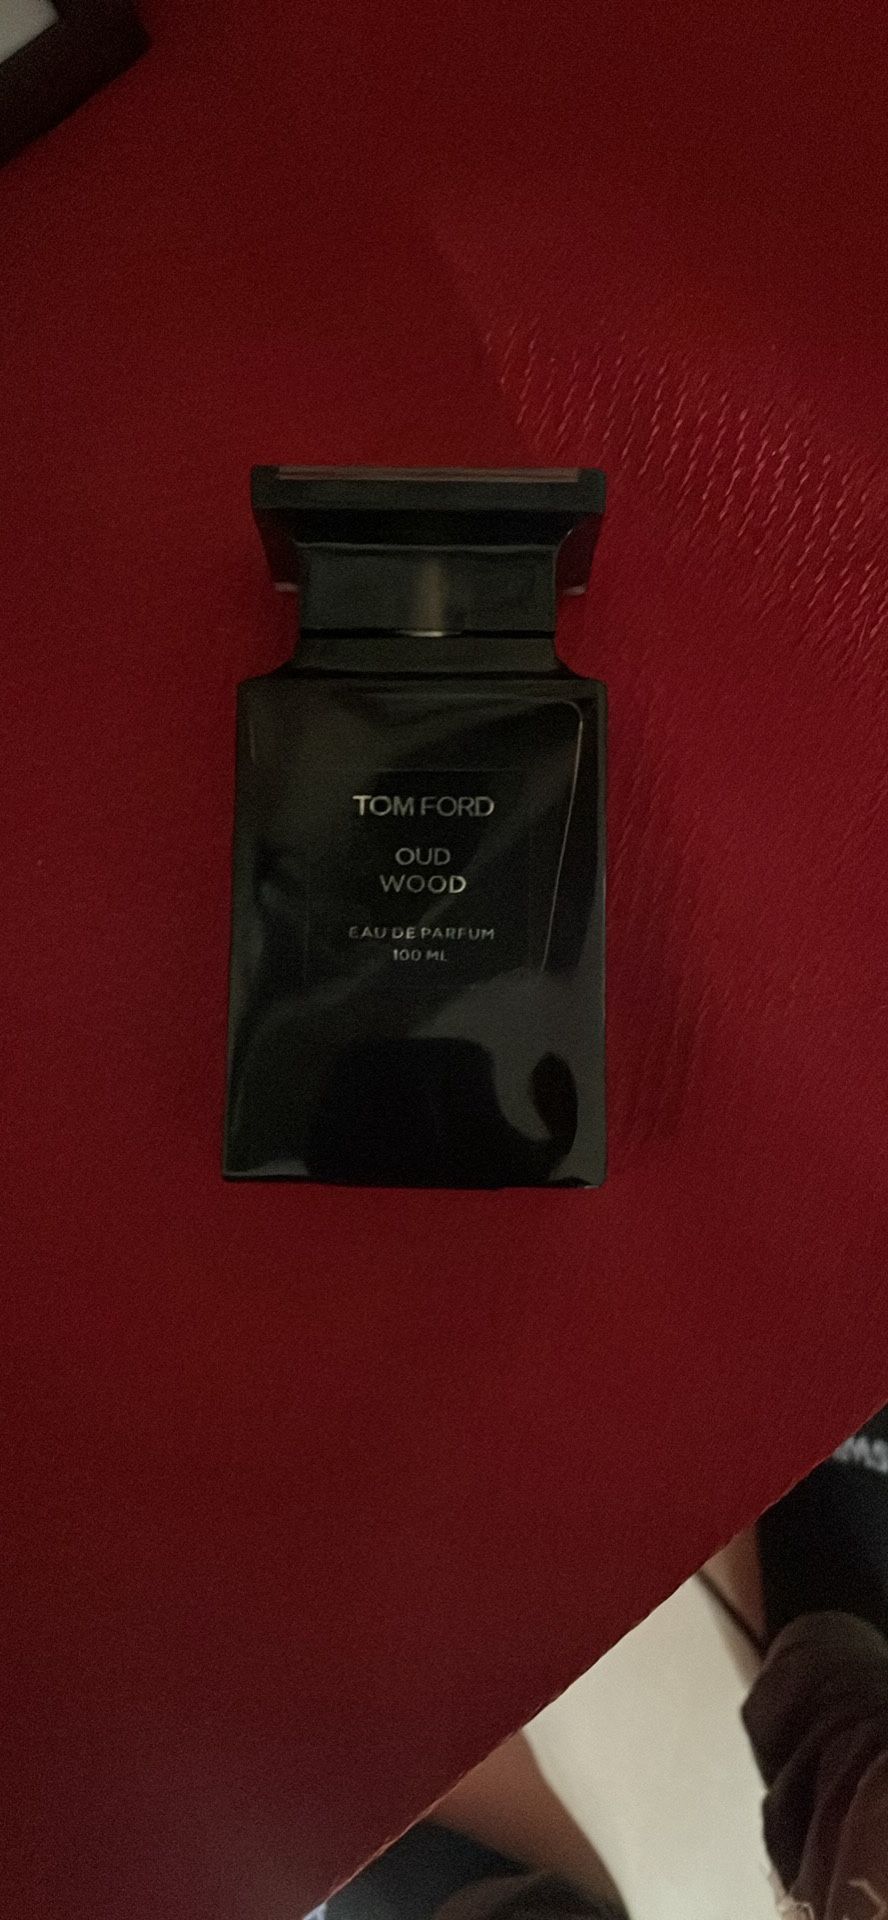 TOM FORD
OUD
WOOD
EAU DE PARFUM
100 ML